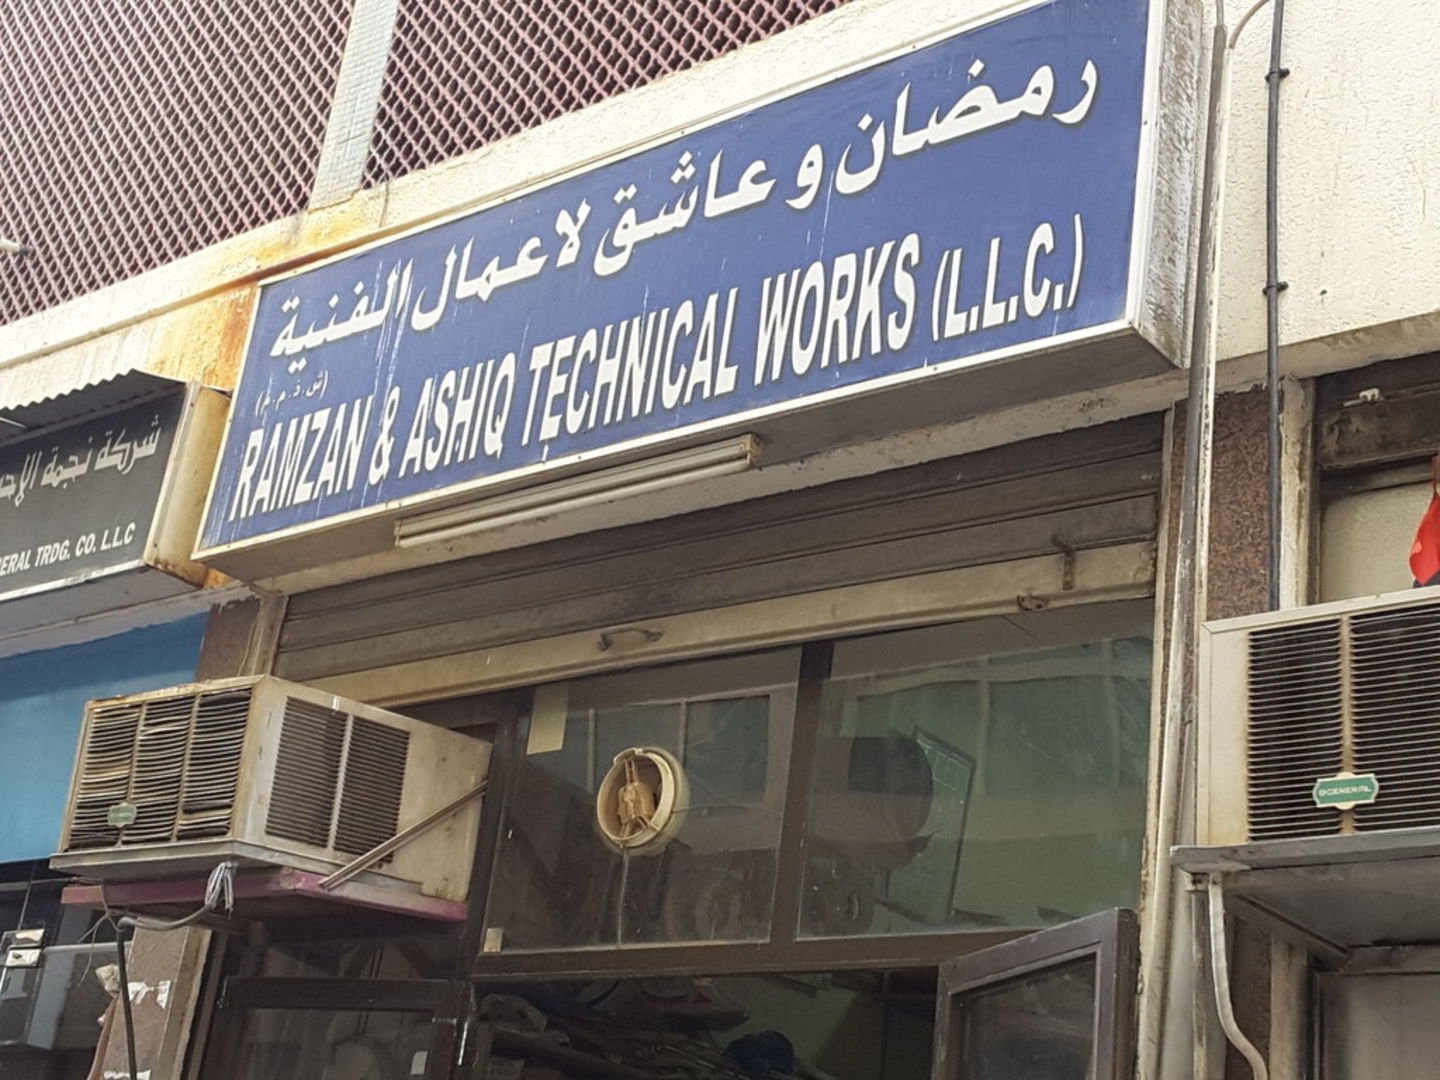 رمضان و عاشق لاعمال الفنية
(ش.ذ.م.م)
RAMZAN & ASHIQ TECHNICAL WORKS (L.L.C.)
شركة نجمة
TRDG. CO. L.L.C
GENERAL